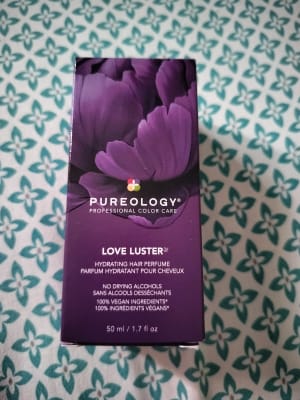 PUREOLOGY®
PROFESSIONAL COLOR CARE
LOVE LUSTER
HYDRATING HAIR PERFUME
PARFUM HYDRATANT POUR CHEVEUX
NO DRYING ALCOHOLS
SANS ALCOOLS DESSÉCHANTS
100% VEGAN INGREDIENTS*
100% INGRÉDIENTS VÉGANS*
50 ml / 1.7 fl oz